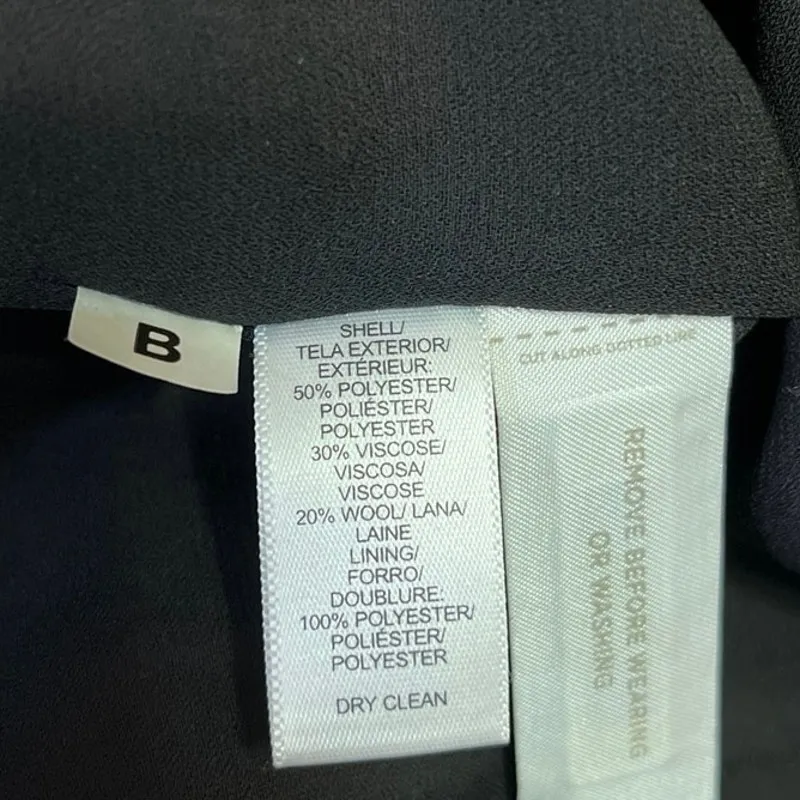 B
SHELL/
TELA EXTERIOR/
EXTÉRIEUR:
50% POLYESTER/
POLIÉSTER/
POLYESTER
30% VISCOSE/
VISCOSA/
VISCOSE
20% WOOL/ LANA/
LAINE
LINING/
FORRO/
DOUBLURE:
100% POLYESTER/
POLIÉSTER/
POLYESTER
DRY CLEAN
CUT ALONG DOTTED LINE
REMOVE BEFORE WEARING
OR WASHING